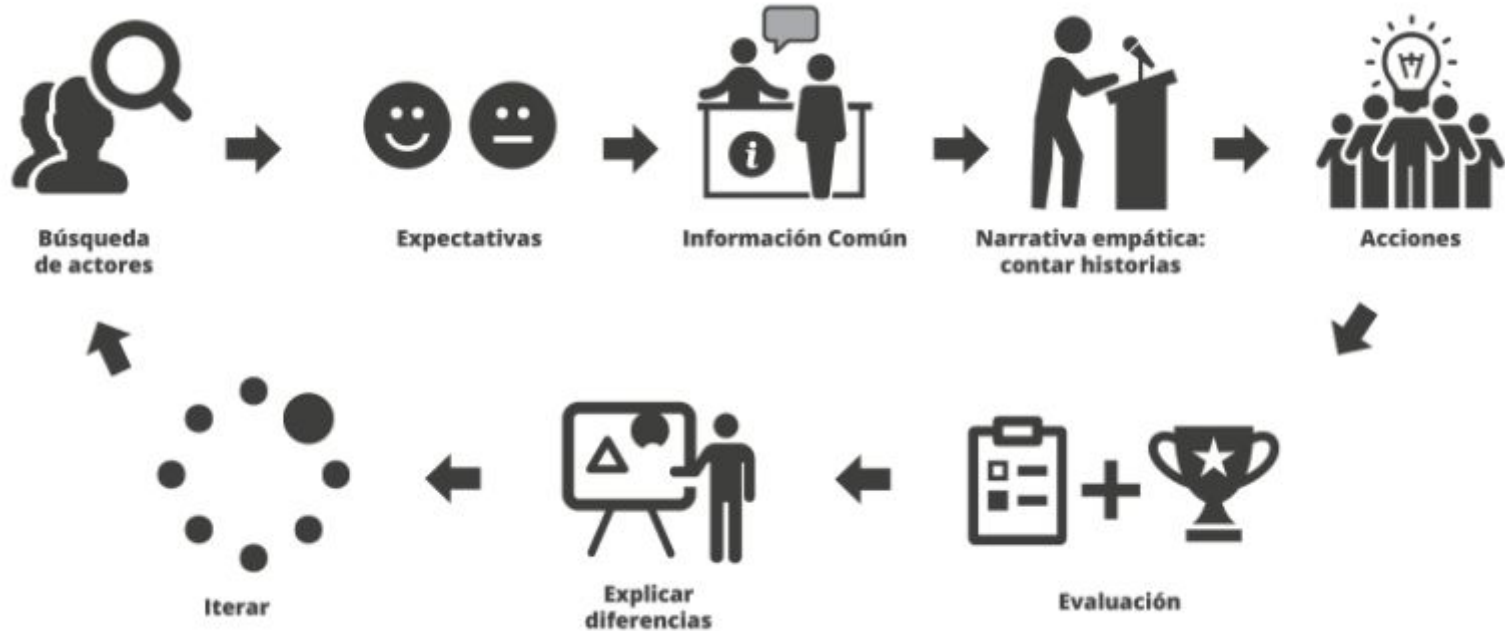 i
Búsqueda
de actores
Expectativas
Información Común
Narrativa empática:
contar historias
Acciones
Iterar
Explicar
diferencias
Evaluación